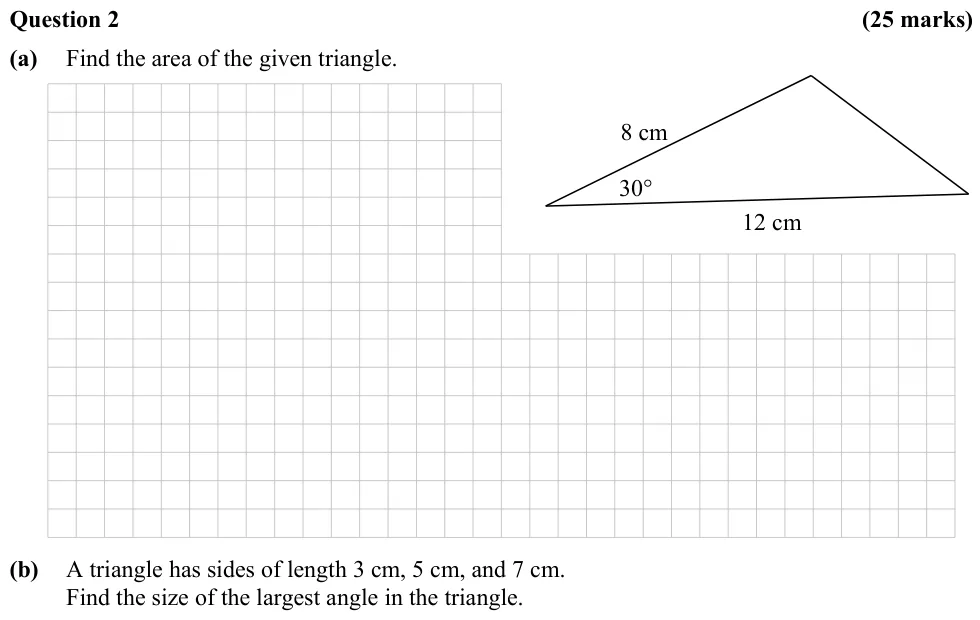 Question 2 (25 marks)
(a) Find the area of the given triangle.
8 cm
30°
12 cm
(b) A triangle has sides of length 3 cm, 5 cm, and 7 cm.
Find the size of the largest angle in the triangle.